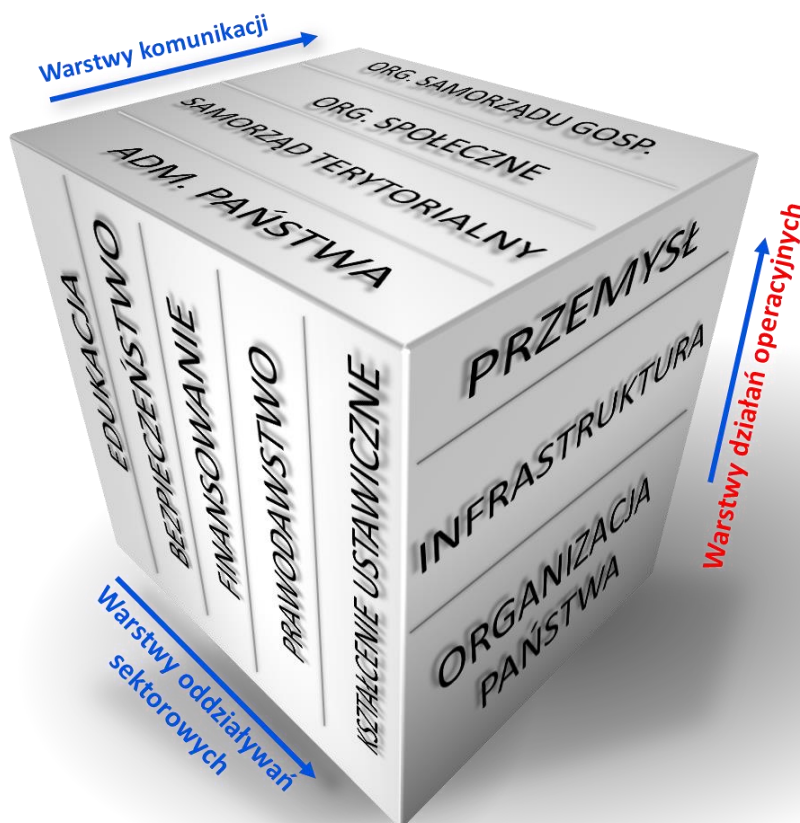 Warstwy komunikacji
ORG. SAMORZĄDU GOSP.
ORG. SPOŁECZNE
SAMORZĄD TERYTORIALNY
ADM. PAŃSTWA
EDUKACJA
BEZPIECZEŃSTWO
FINANSOWANIE
PRAWODAWSTWO
KSZTAŁCENIE USTAWICZNE
PRZEMYSŁ
INFRASTRUKTURA
ORGANIZACJA
PAŃSTWA
Warstwy działań operacyjnych
Warstwy oddziaływań
sektorowych